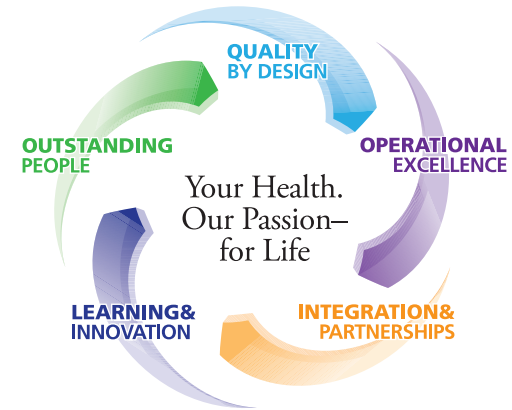 QUALITY
BY DESIGN
OPERATIONAL
EXCELLENCE
INTEGRATION&
PARTNERSHIPS
LEARNING&
INNOVATION
OUTSTANDING
PEOPLE
Your Health.
Our Passion–
for Life